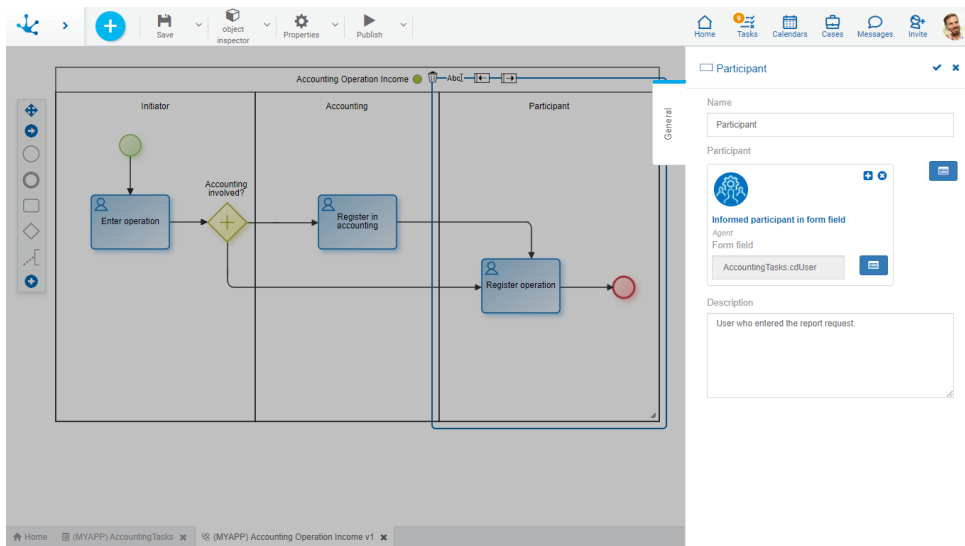 Save
object
inspector
Properties
Publish
Home
9
Tasks
Calendars
Cases
Messages
Invite
Accounting Operation Income
Abc
Initiator
Accounting
Participant
Enter operation
Accounting
involved?
Register in
accounting
Register operation
General
Participant
Name
Participant
Participant
Informed participant in form field
Agent
Form field
AccountingTasks.cdUser
Description
User who entered the report request.
Home
(MYAPP) AccountingTasks
(MYAPP) Accounting Operation Income v1